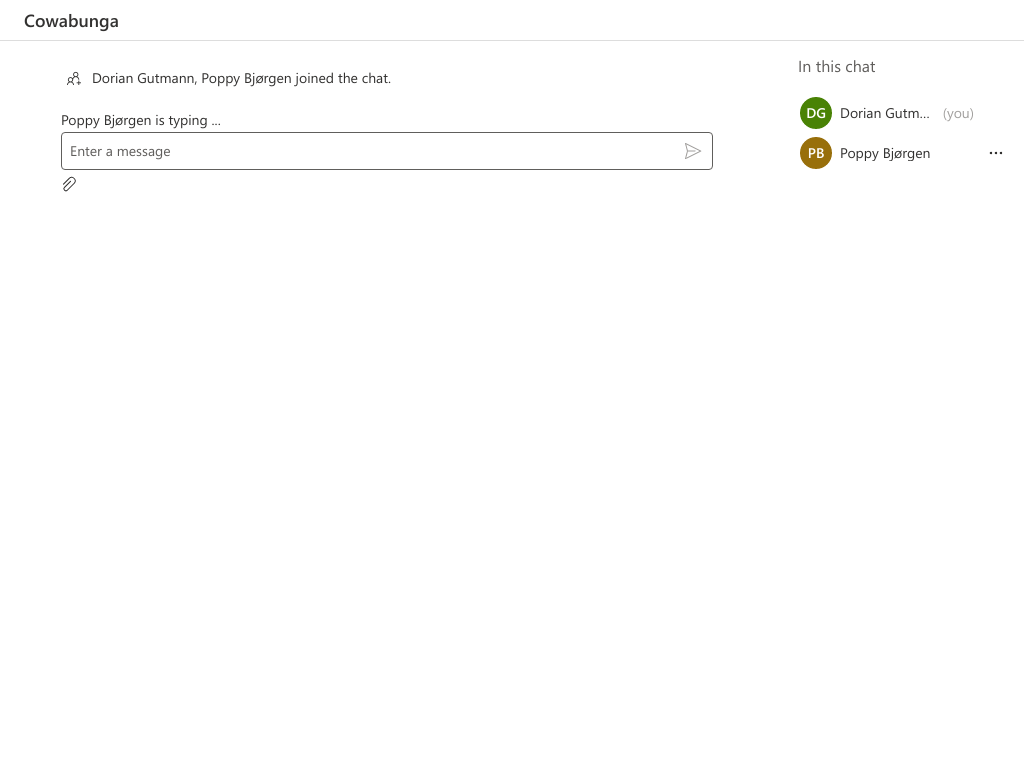 Cowabunga
Dorian Gutmann, Poppy Bjørgen joined the chat.
Poppy Bjørgen is typing ...
Enter a message
In this chat
DG Dorian Gutm... (you)
PB Poppy Bjørgen